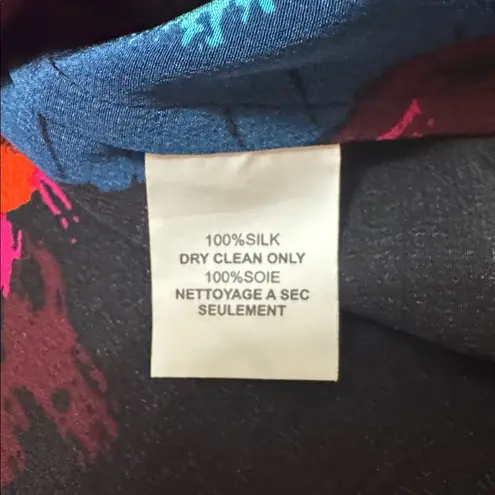 100%SILK
DRY CLEAN ONLY
100%SOIE
NETTOYAGE A SEC
SEULEMENT